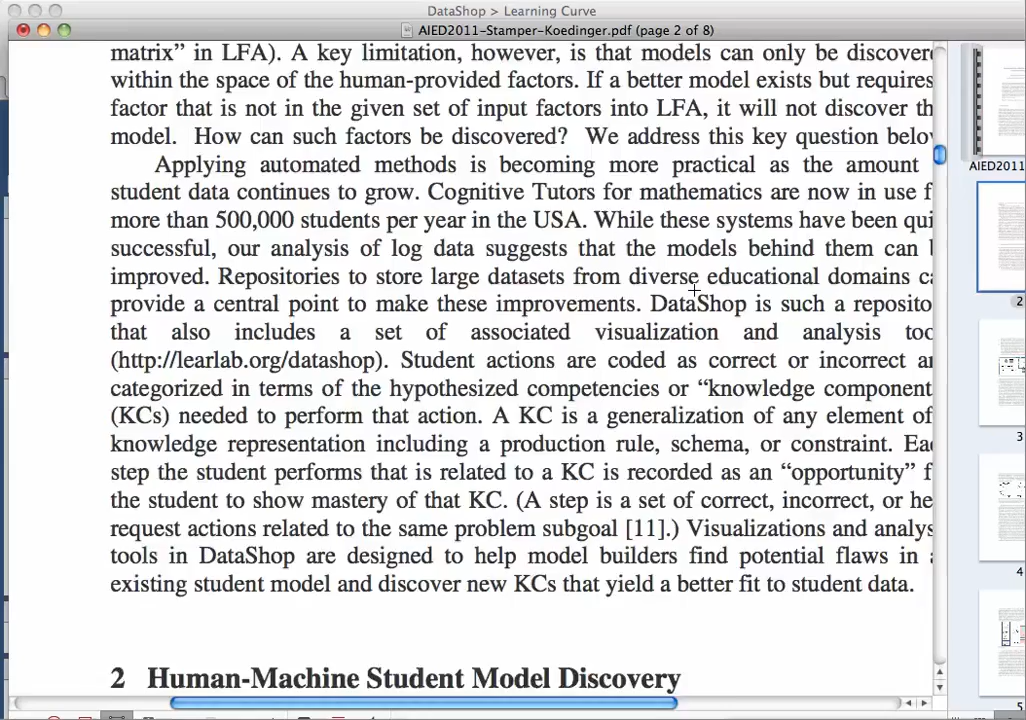 DataShop > Learning Curve
AIED2011-Stamper-Koedinger.pdf (page 2 of 8)
matrix” in LFA). A key limitation, however, is that models can only be
within the space of the human-provided factors. If a better model exists but requires
factor that is not in the given set of input factors into LFA, it will not discover
model. How can such factors be discovered? We address this key question
Applying automated methods is becoming more practical as the amount
student data continues to grow. Cognitive Tutors for mathematics are now in use
more than 500,000 students per year in the USA. While these systems have been
successful, our analysis of log data suggests that the models behind them can
improved. Repositories to store large datasets from diverse educational domains
provide a central point to make these improvements. DataShop is such a
that also includes a set of associated visualization and analysis
(http://learlab.org/datashop). Student actions are coded as correct or incorrect
categorized in terms of the hypothesized competencies or “knowledge component
(KCs) needed to perform that action. A KC is a generalization of any element of
knowledge representation including a production rule, schema, or constraint.
step the student performs that is related to a KC is recorded as an “opportunity”
the student to show mastery of that KC. (A step is a set of correct, incorrect, or
request actions related to the same problem subgoal [11].) Visualizations and
tools in DataShop are designed to help model builders find potential flaws in
existing student model and discover new KCs that yield a better fit to student data.
2 Human-Machine Student Model Discovery
AIED2011
2
3
4
5